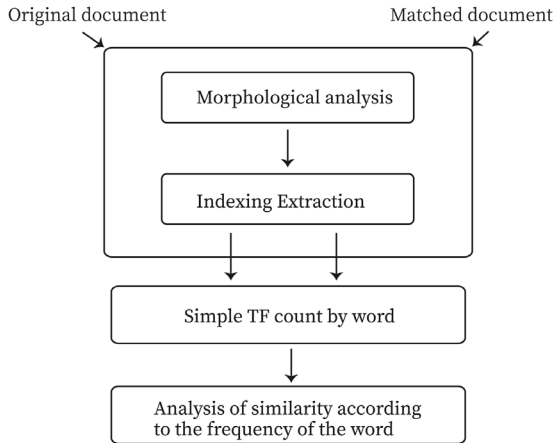 Original document
Matched document
Morphological analysis
Indexing Extraction
Simple TF count by word
Analysis of similarity according
to the frequency of the word